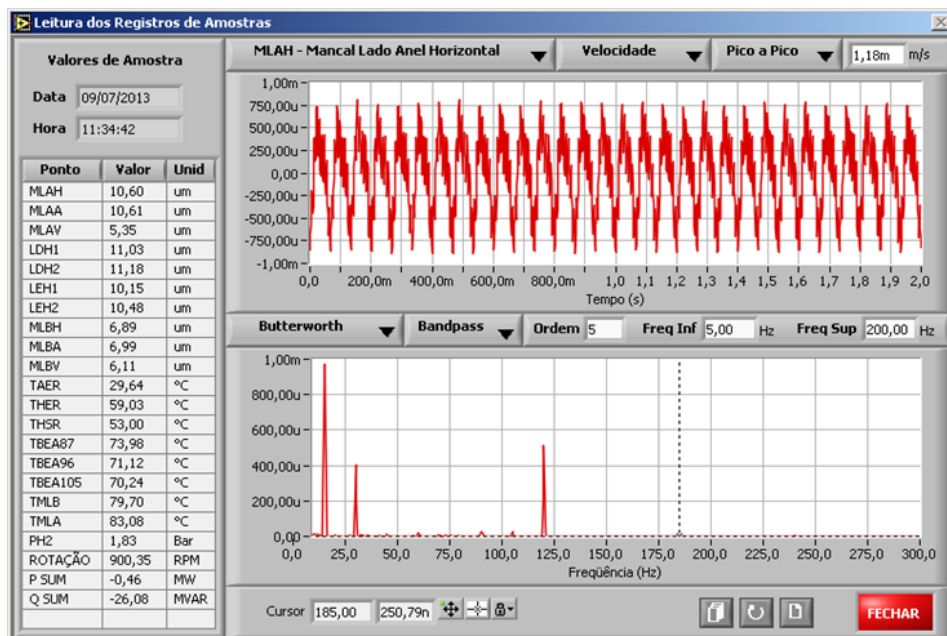 Leitura dos Registros de Amostras
Valores de Amostra
Data 09/07/2013
Hora 11:34:42
Ponto Valor Unid
MLAH 10,60 um
MLAA 10,61 um
MLAV 5,35 um
LDH1 11,03 um
LDH2 11,18 um
LEH1 10,15 um
LEH2 10,48 um
MLBH 6,89 um
MLBA 6,99 um
MLBV 6,11 um
TAER 29,64 °C
THER 59,03 °C
THSR 53,00 °C
TBEA87 73,98 °C
TBEA96 71,12 °C
TBEA105 70,24 °C
TMLB 79,70 °C
TMLA 83,08 °C
PH2 1,83 Bar
ROTAÇÃO 900,35 RPM
P SUM -0,46 MW
Q SUM -26,08 MVAR
MLAH - Mancal Lado Anel Horizontal Velocidade Pico a Pico 1,18m m/s
1,00m
750,00u
500,00u
250,00u
0,00
-250,00u
-500,00u
-750,00u
-1,00m
0,0 200,0m 400,0m 600,0m 800,0m 1,0 1,1 1,2 1,3 1,4 1,5 1,6 1,7 1,8 1,9 2,0
Tempo (s)
Butterworth Bandpass Ordem 5 Freq Inf 5,00 Hz Freq Sup 200,00 Hz
1,00m
800,00u
600,00u
400,00u
200,00u
0,00
0,0 25,0 50,0 75,0 100,0 125,0 150,0 175,0 200,0 225,0 250,0 275,0 300,0
Freqüência (Hz)
Cursor 185,00 250,79n
FECHAR